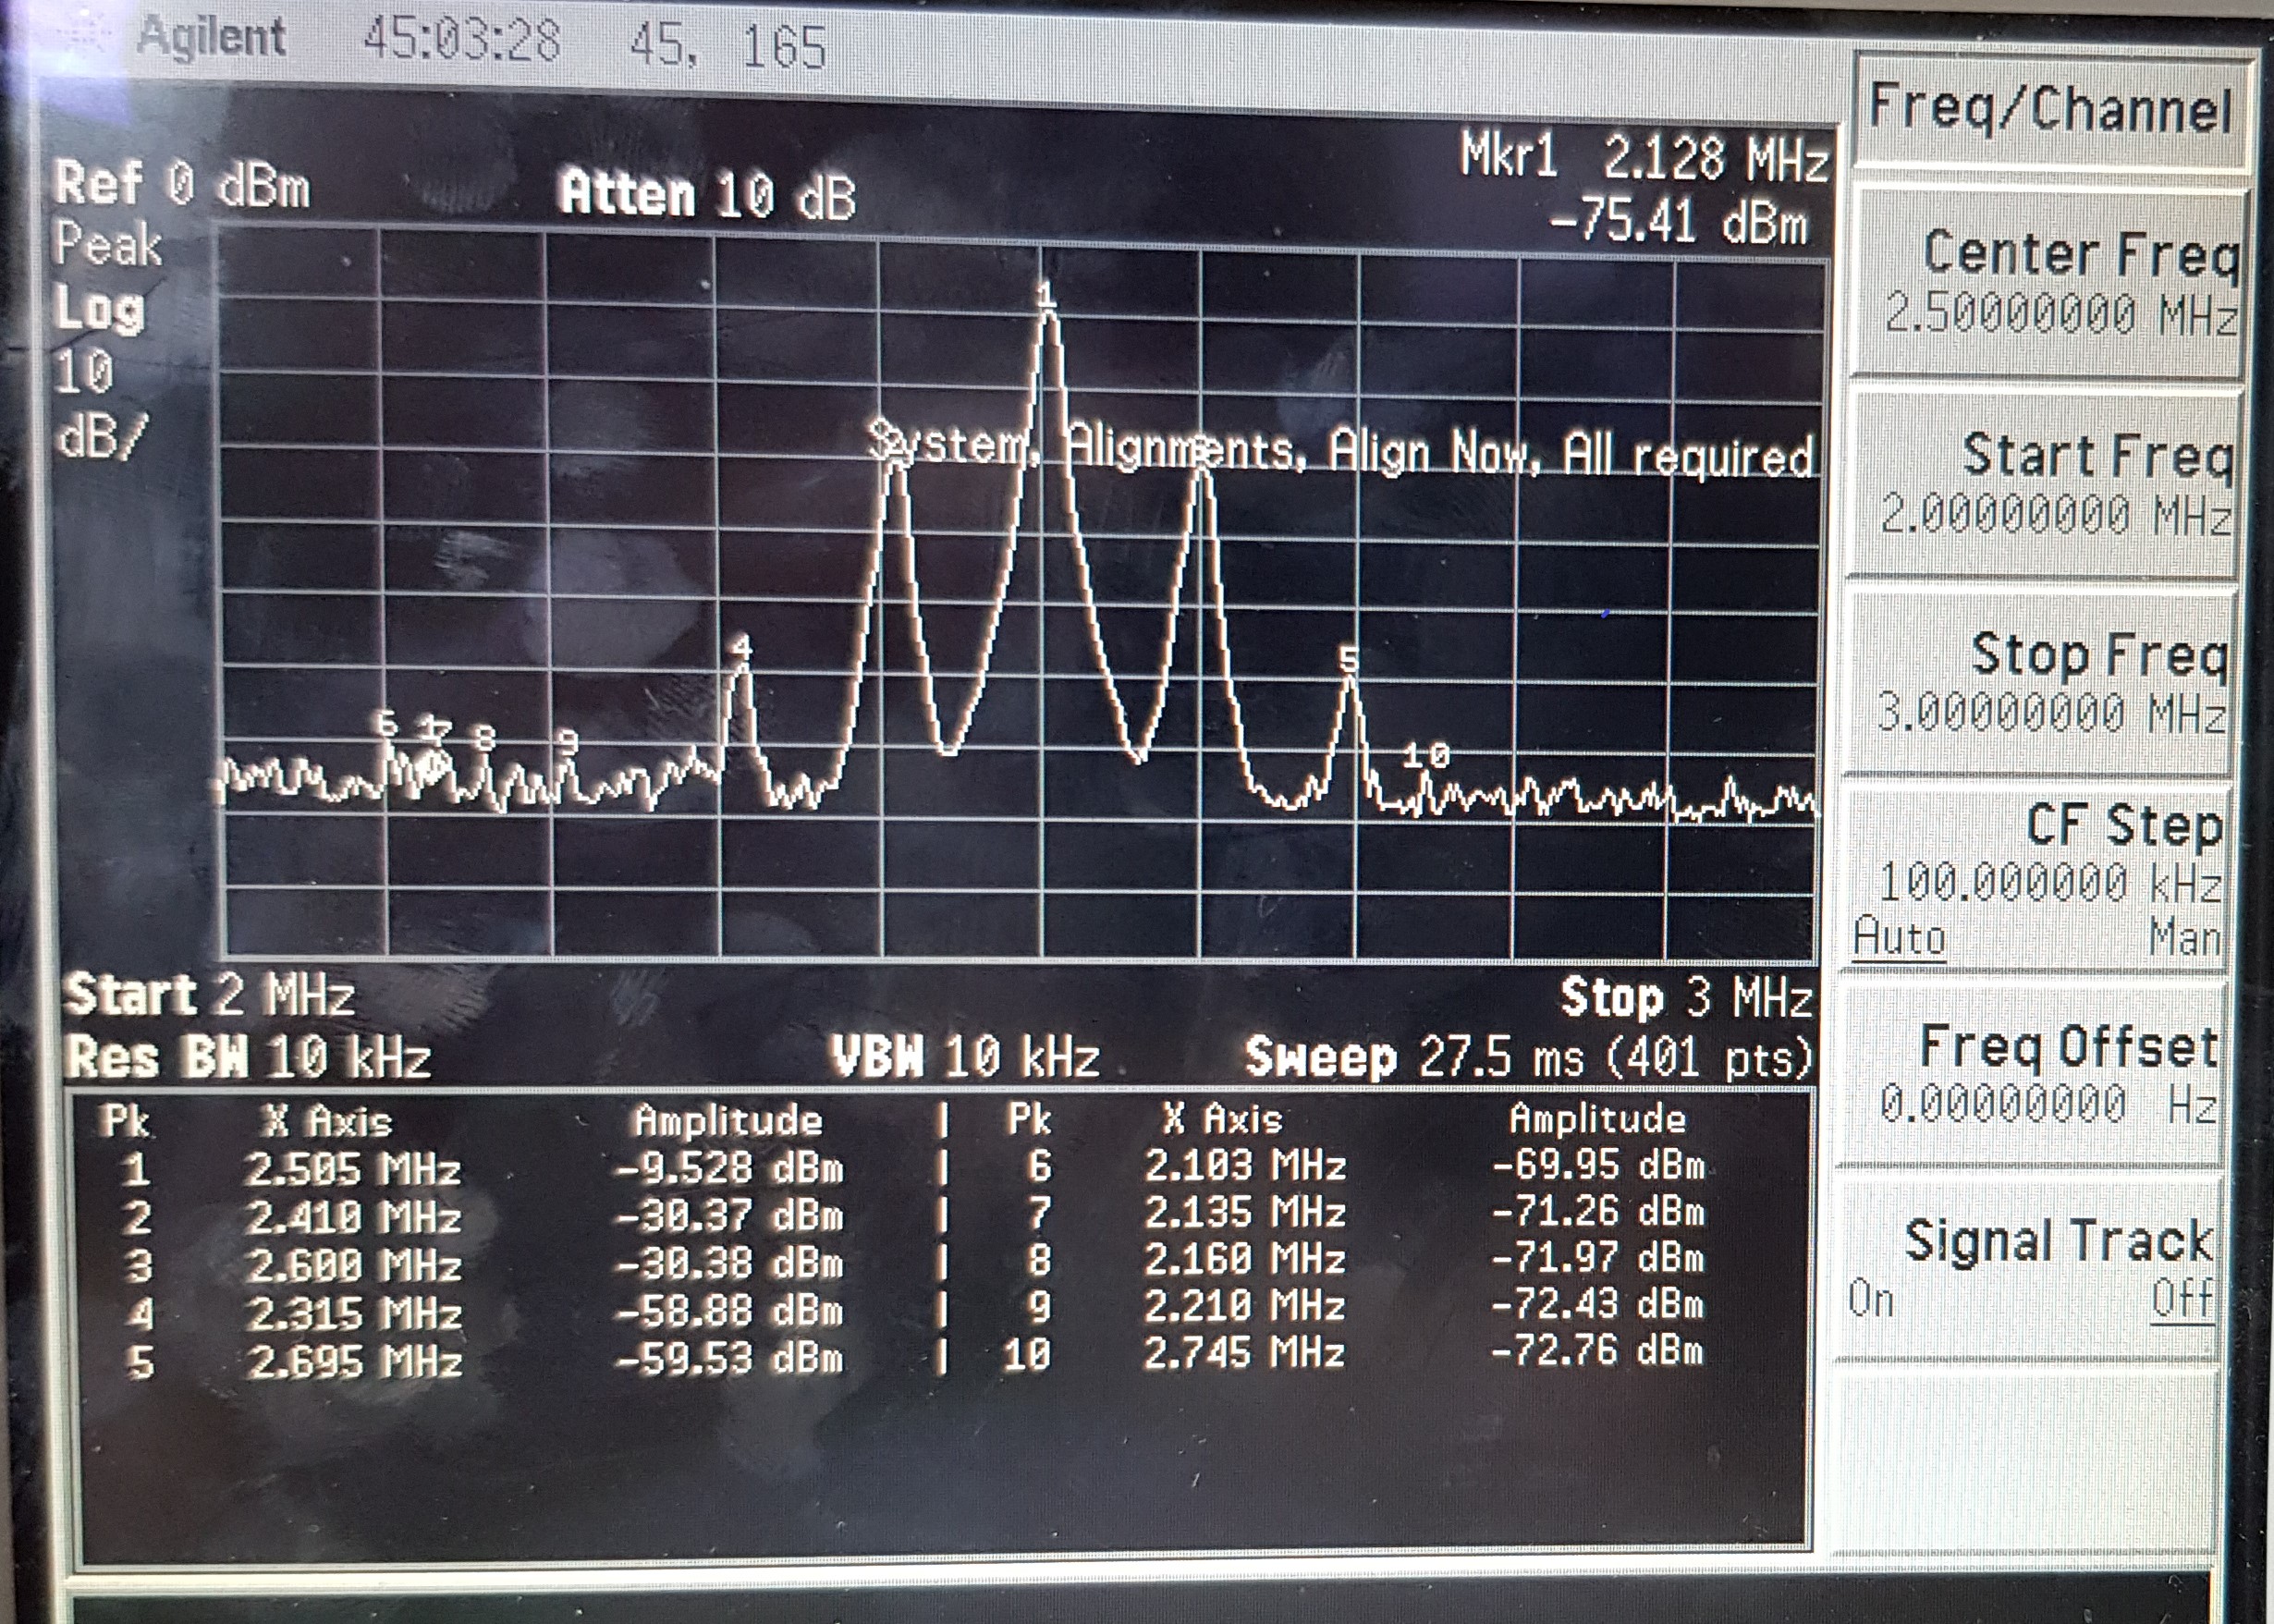 Agilent 45:03:28 45, 165
Freq/Channel
Mkr1 2.128 MHz
Ref 0 dBm Atten 10 dB -75.41 dBm
Peak
Log
10
dB/
1
System, Alignments, Align Now, All required
4
5
6 7 8 9
10
Start 2 MHz Stop 3 MHz
Res BW 10 kHz VBW 10 kHz Sweep 27.5 ms (401 pts)
Pk X Axis Amplitude | Pk X Axis Amplitude
1 2.505 MHz -9.528 dBm | 6 2.103 MHz -69.95 dBm
2 2.410 MHz -30.37 dBm | 7 2.135 MHz -71.26 dBm
3 2.600 MHz -30.38 dBm | 8 2.160 MHz -71.97 dBm
4 2.315 MHz -58.88 dBm | 9 2.210 MHz -72.43 dBm
5 2.695 MHz -59.53 dBm | 10 2.745 MHz -72.76 dBm
Center Freq
2.50000000 MHz
Start Freq
2.00000000 MHz
Stop Freq
3.00000000 MHz
CF Step
100.000000 kHz
Auto Man
Freq Offset
0.00000000 Hz
Signal Track
On Off